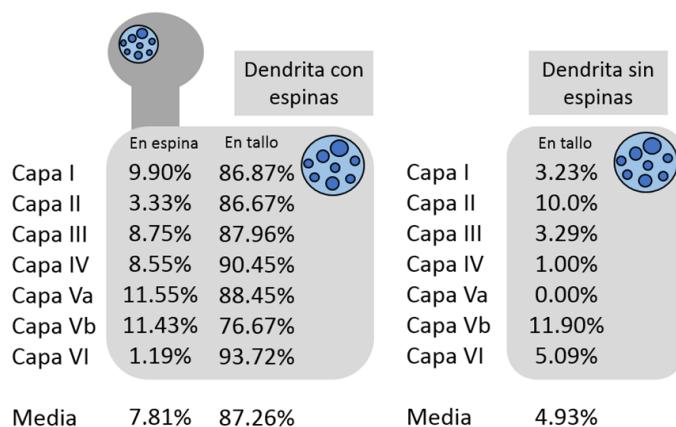 Dendrita con
espinas
En espina En tallo
Capa I 9.90% 86.87%
Capa II 3.33% 86.67%
Capa III 8.75% 87.96%
Capa IV 8.55% 90.45%
Capa Va 11.55% 88.45%
Capa Vb 11.43% 76.67%
Capa VI 1.19% 93.72%
Media 7.81% 87.26%
Dendrita sin
espinas
En tallo
Capa I 3.23%
Capa II 10.0%
Capa III 3.29%
Capa IV 1.00%
Capa Va 0.00%
Capa Vb 11.90%
Capa VI 5.09%
Media 4.93%